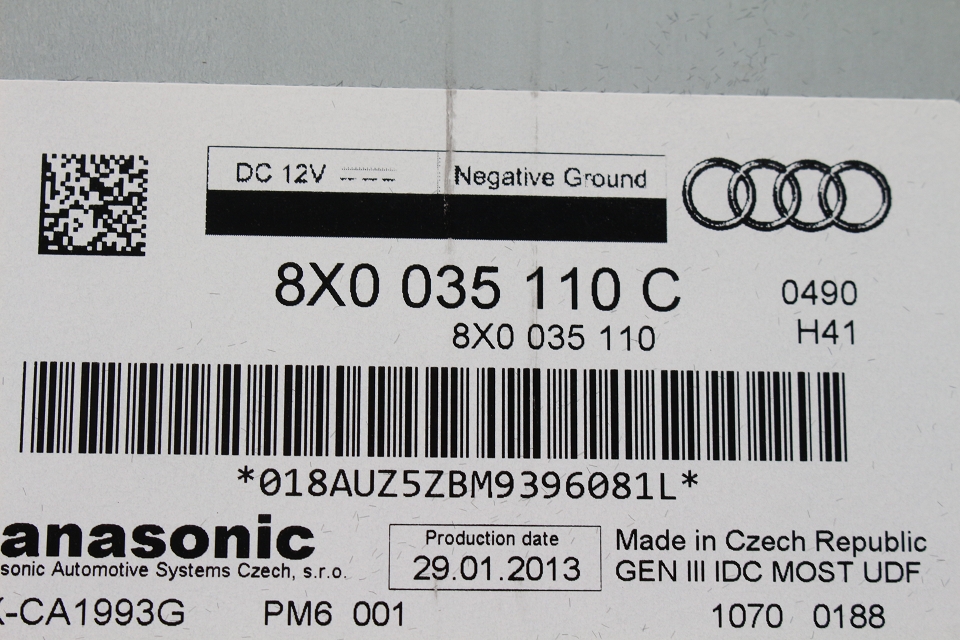 DC 12V Negative Ground
8X0 035 110 C 0490
8X0 035 110 H41
*018AUZ5ZBM9396081L*
anasonic
sonic Automotive Systems Czech, s.r.o.
Production date
29.01.2013
Made in Czech Republic
GEN III IDC MOST UDF
-CA1993G PM6 001 1070 0188